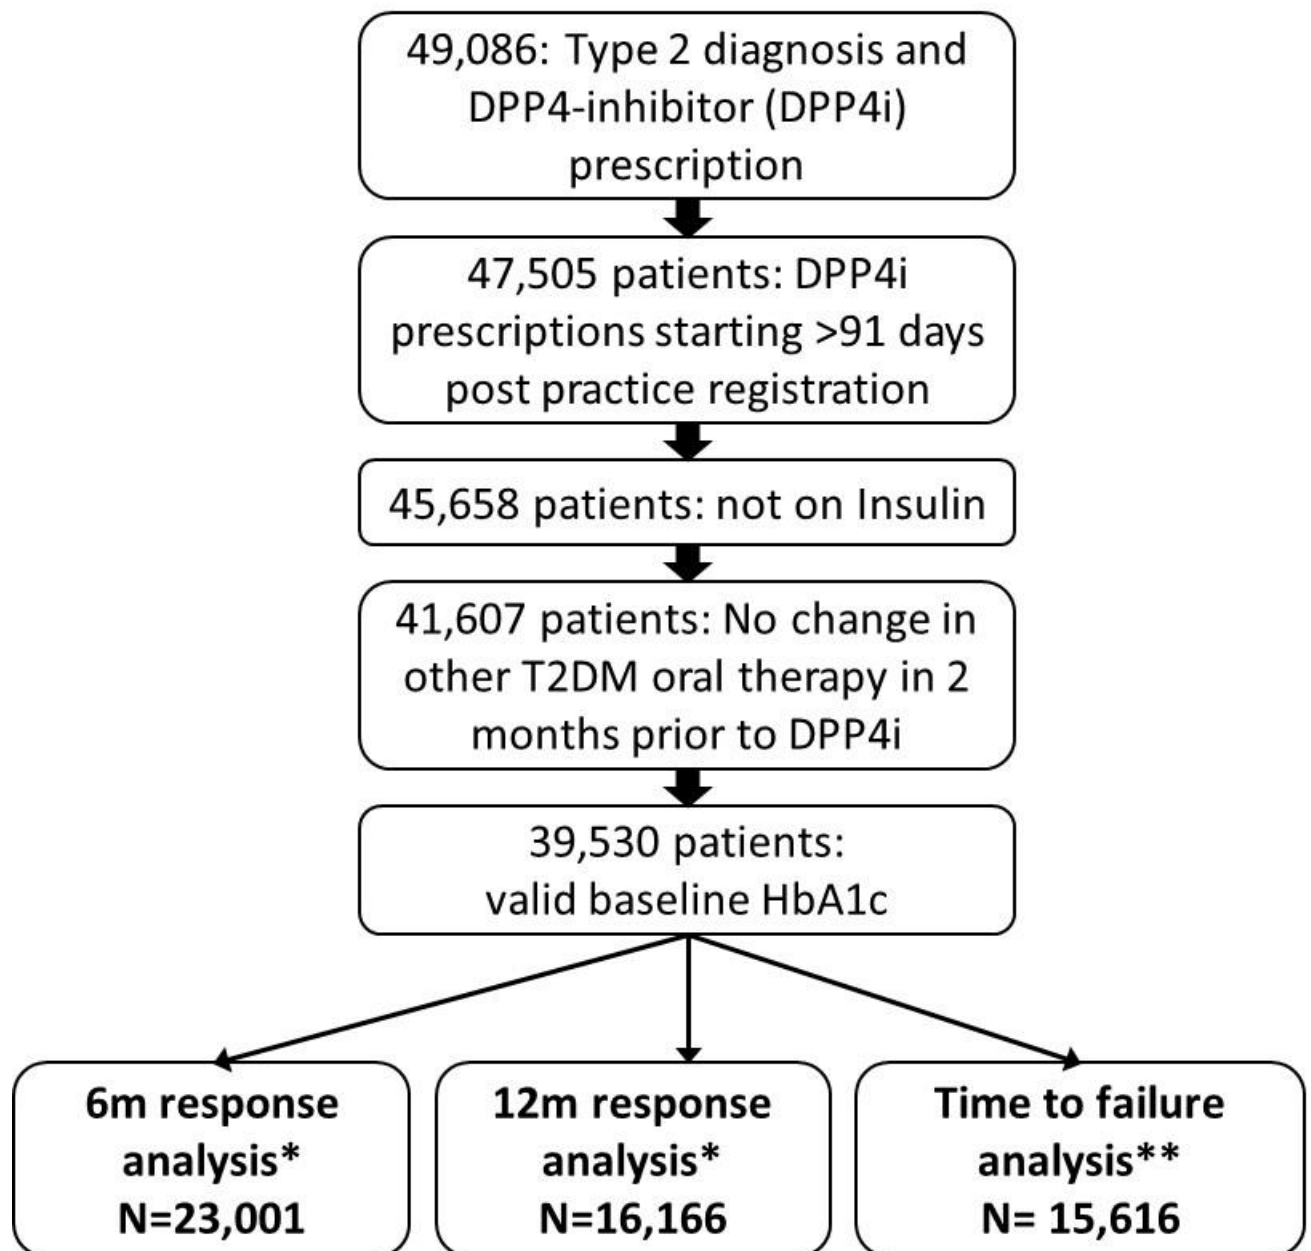 49,086: Type 2 diagnosis and
DPP4-inhibitor (DPP4i)
prescription
47,505 patients: DPP4i
prescriptions starting >91 days
post practice registration
45,658 patients: not on Insulin
41,607 patients: No change in
other T2DM oral therapy in 2
months prior to DPP4i
39,530 patients:
valid baseline HbA1c
6m response
analysis*
N=23,001
12m response
analysis*
N=16,166
Time to failure
analysis**
N= 15,616